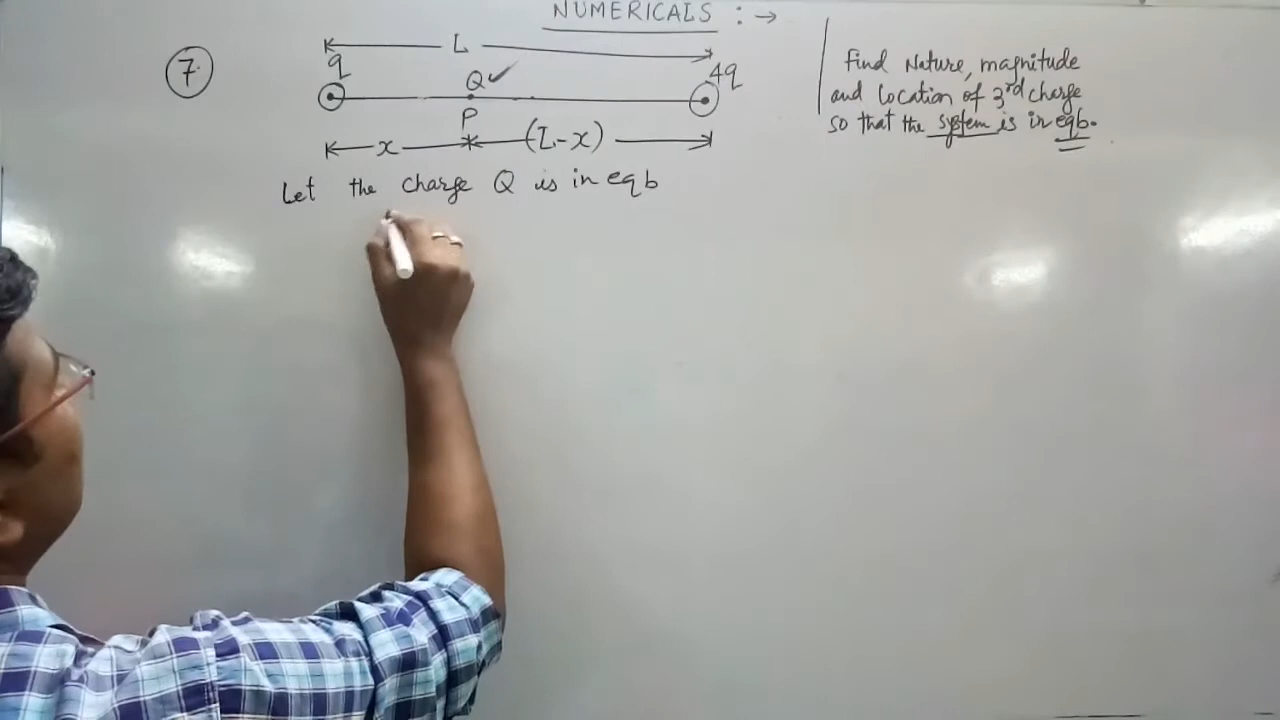 NUMERICALS : →
7
L
q
Q ✓
4q
P
x
(L-x)
Find Nature, magnitude
and location of 3rd charge
so that the system is in eqb.
Let the charge Q is in eqb